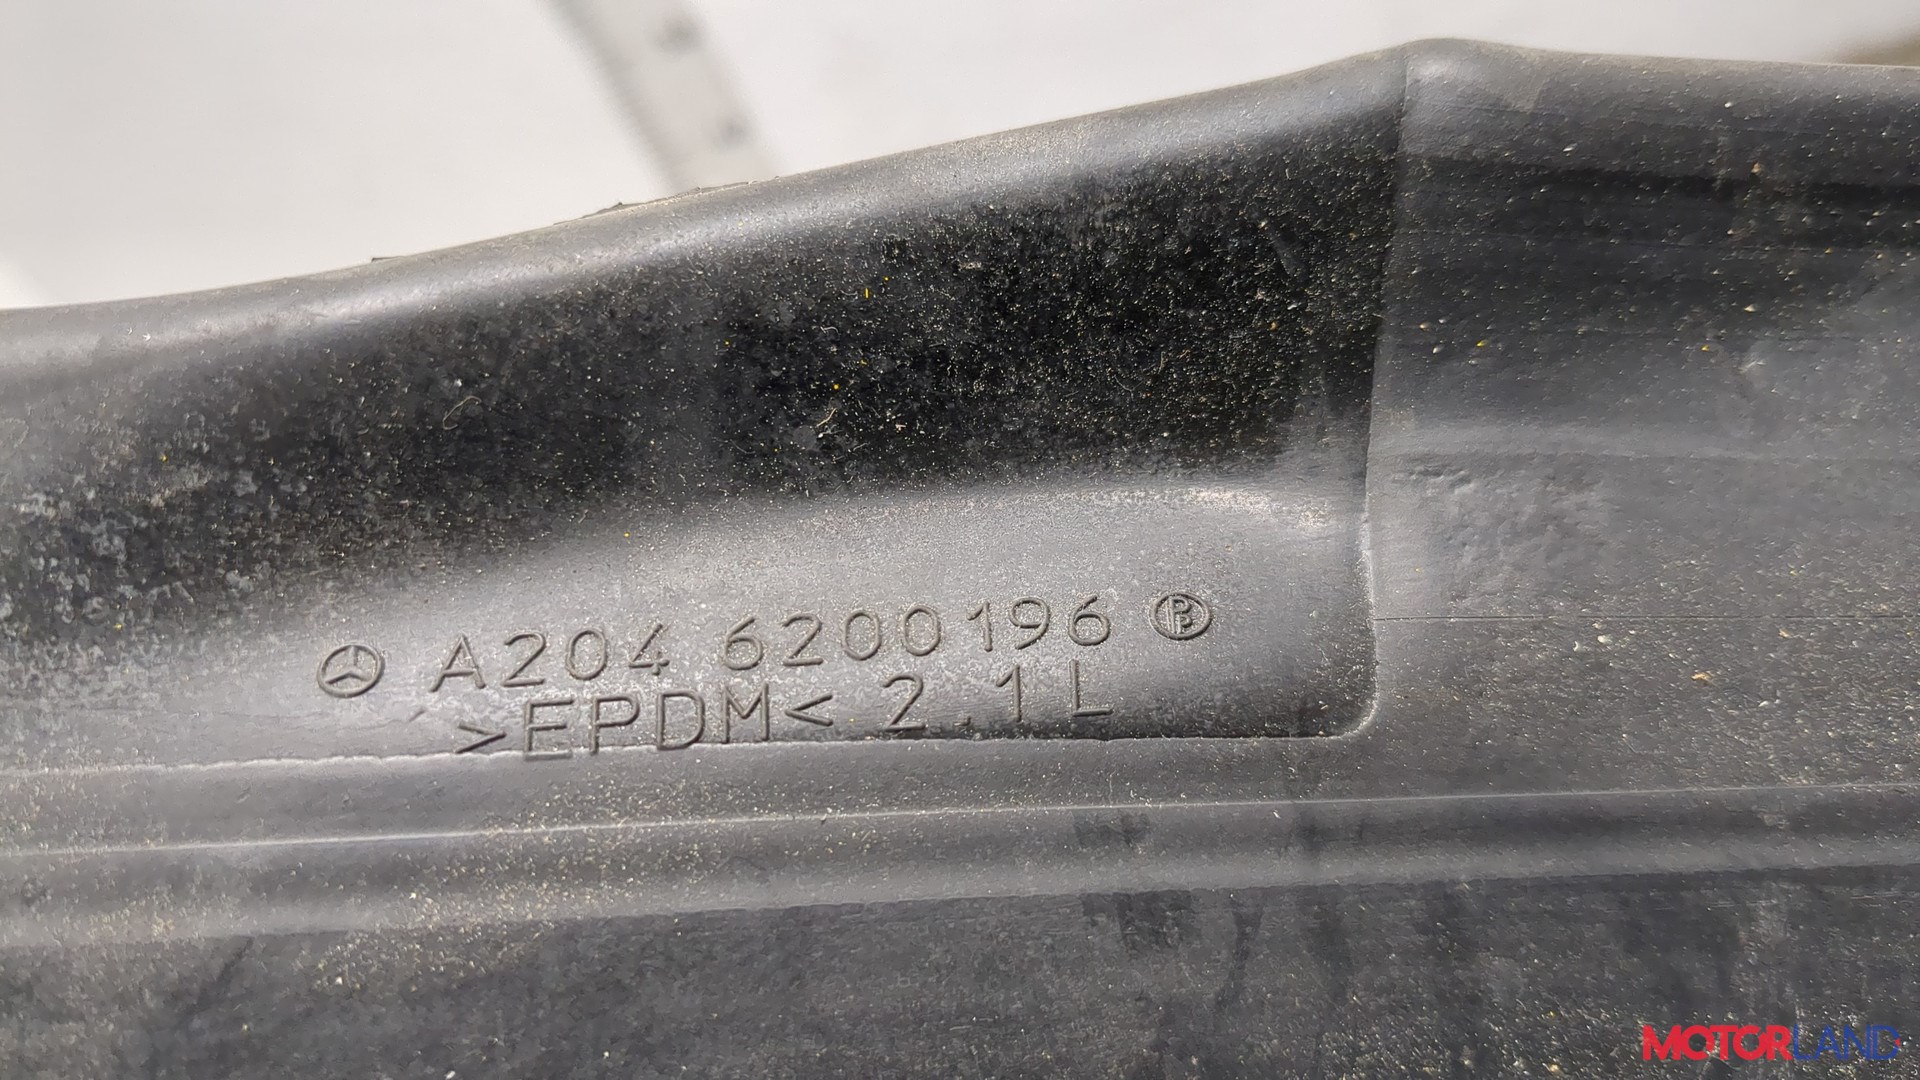 A204 6200196
>EPDM< 2.1L
MOTORLAND